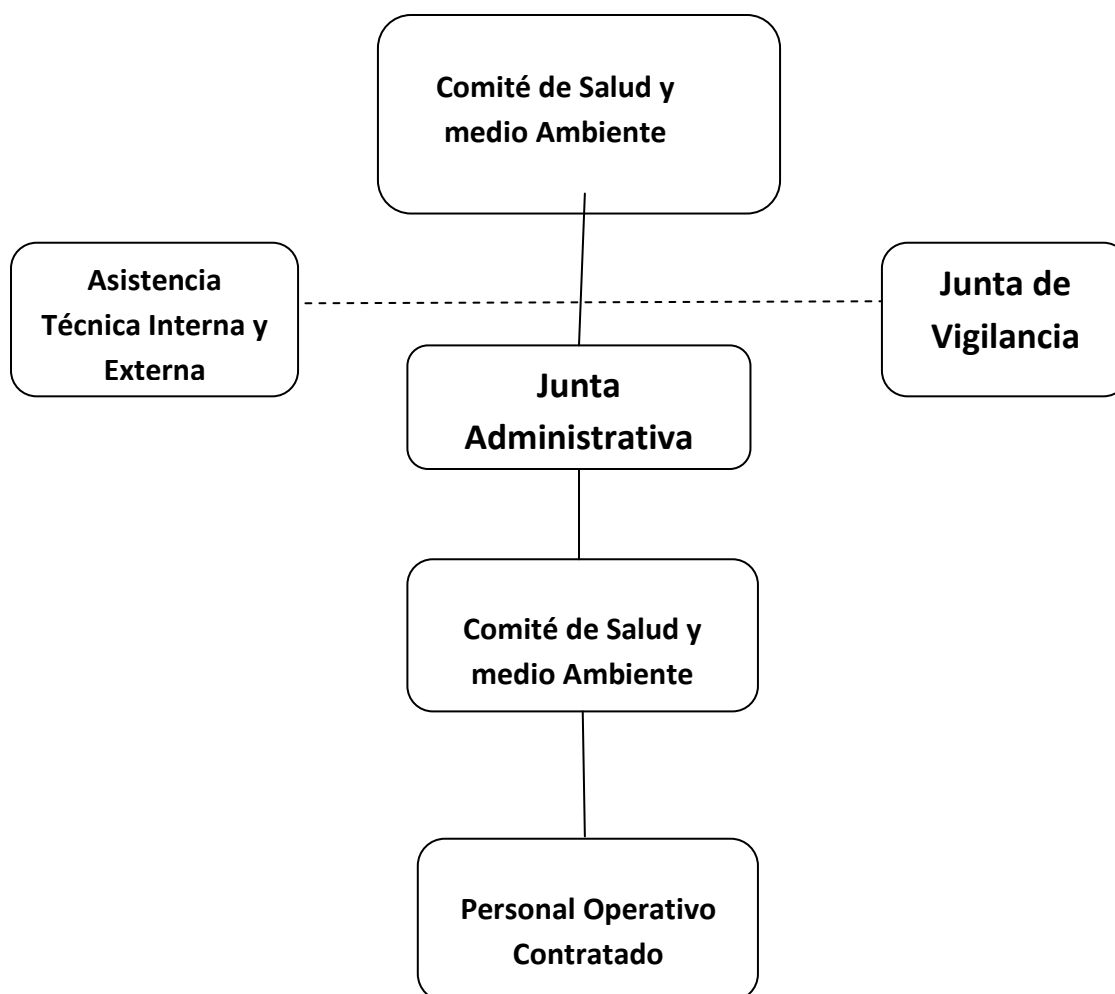 Comité de Salud y
medio Ambiente
Asistencia
Técnica Interna y
Externa
Junta de
Vigilancia
Junta
Administrativa
Comité de Salud y
medio Ambiente
Personal Operativo
Contratado